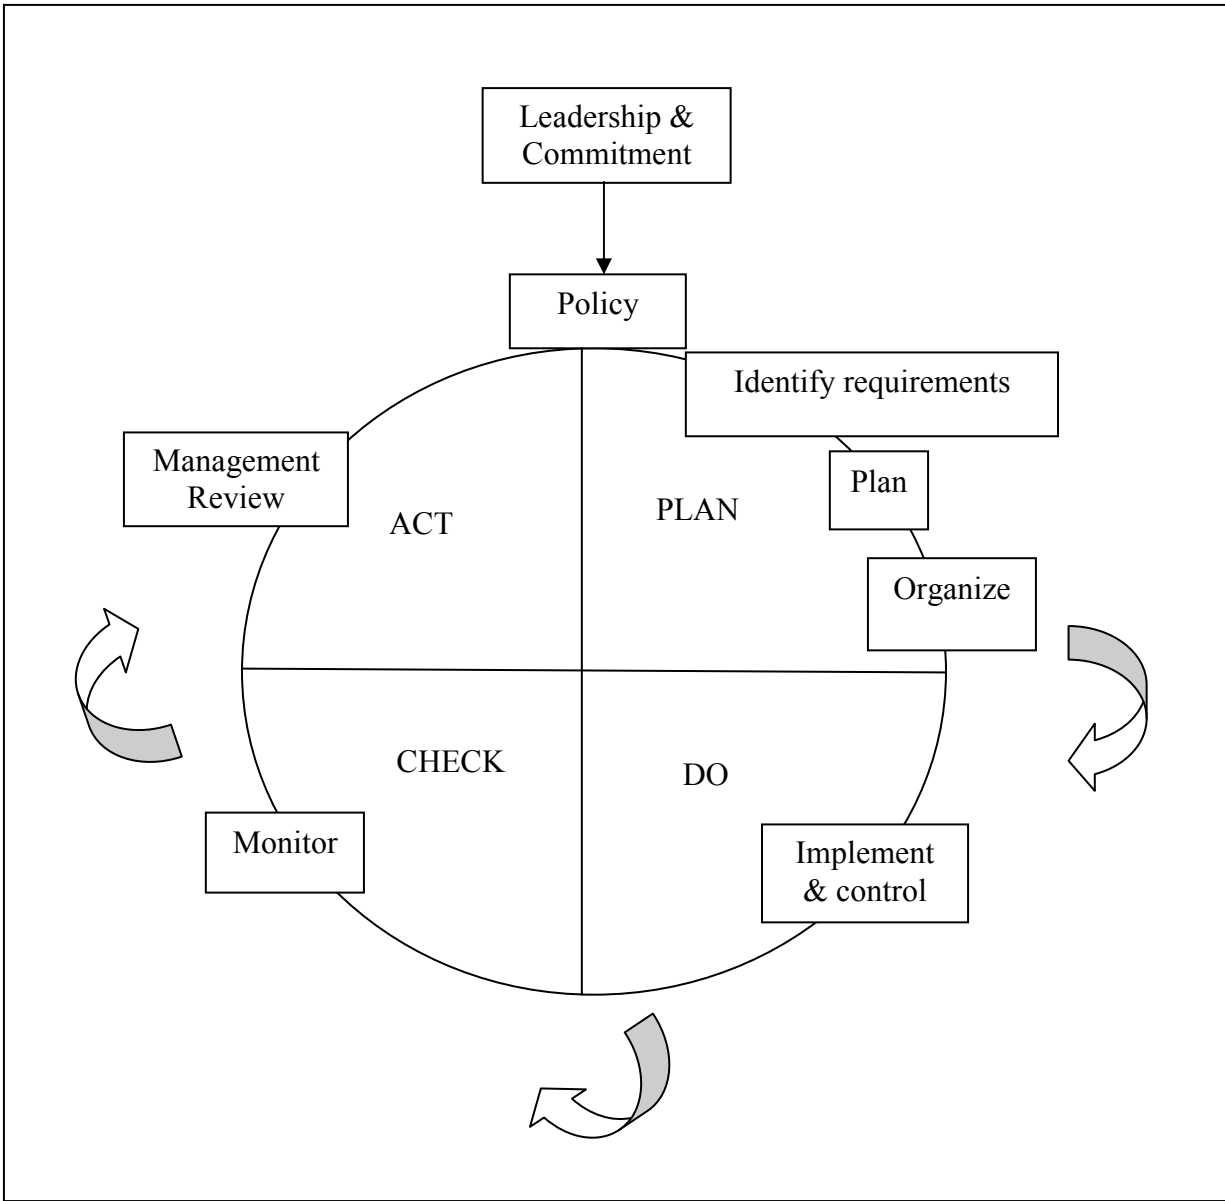 Leadership &
Commitment
Policy
Identify requirements
Management
Review
Plan
ACT
PLAN
Organize
CHECK
DO
Monitor
Implement
& control